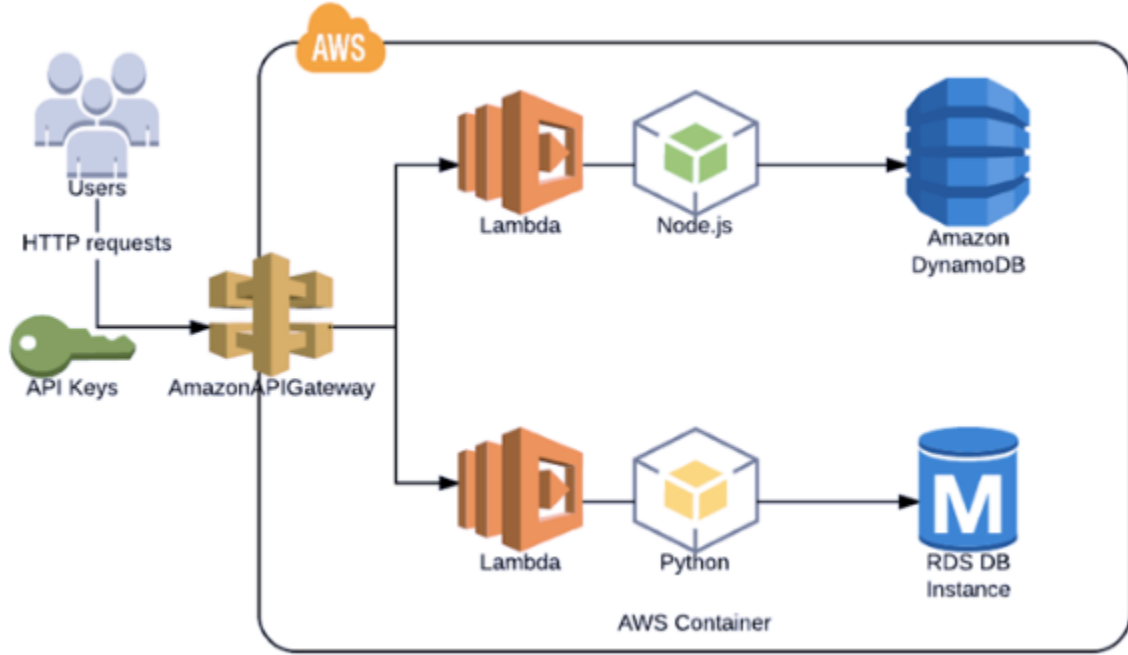 AWS
Users
HTTP requests
API Keys
AmazonAPIGateway
Lambda
Node.js
Amazon
DynamoDB
Lambda
Python
M
RDS DB
Instance
AWS Container